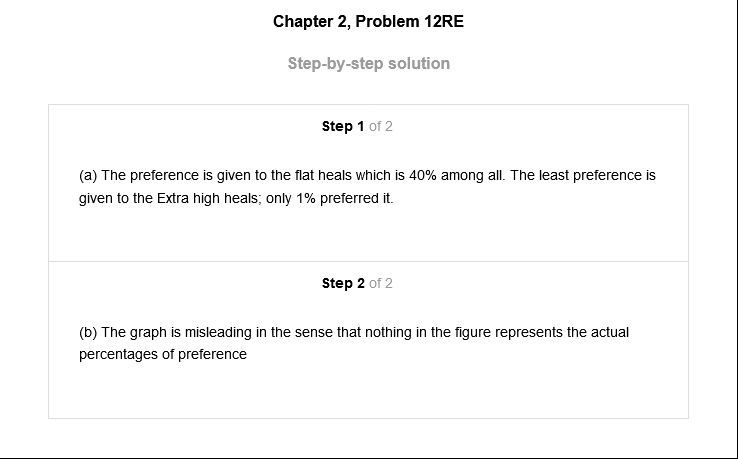 Chapter 2, Problem 12RE
Step-by-step solution
Step 1 of 2
(a) The preference is given to the flat heals which is 40% among all. The least preference is
given to the Extra high heals; only 1% preferred it.
Step 2 of 2
(b) The graph is misleading in the sense that nothing in the figure represents the actual
percentages of preference